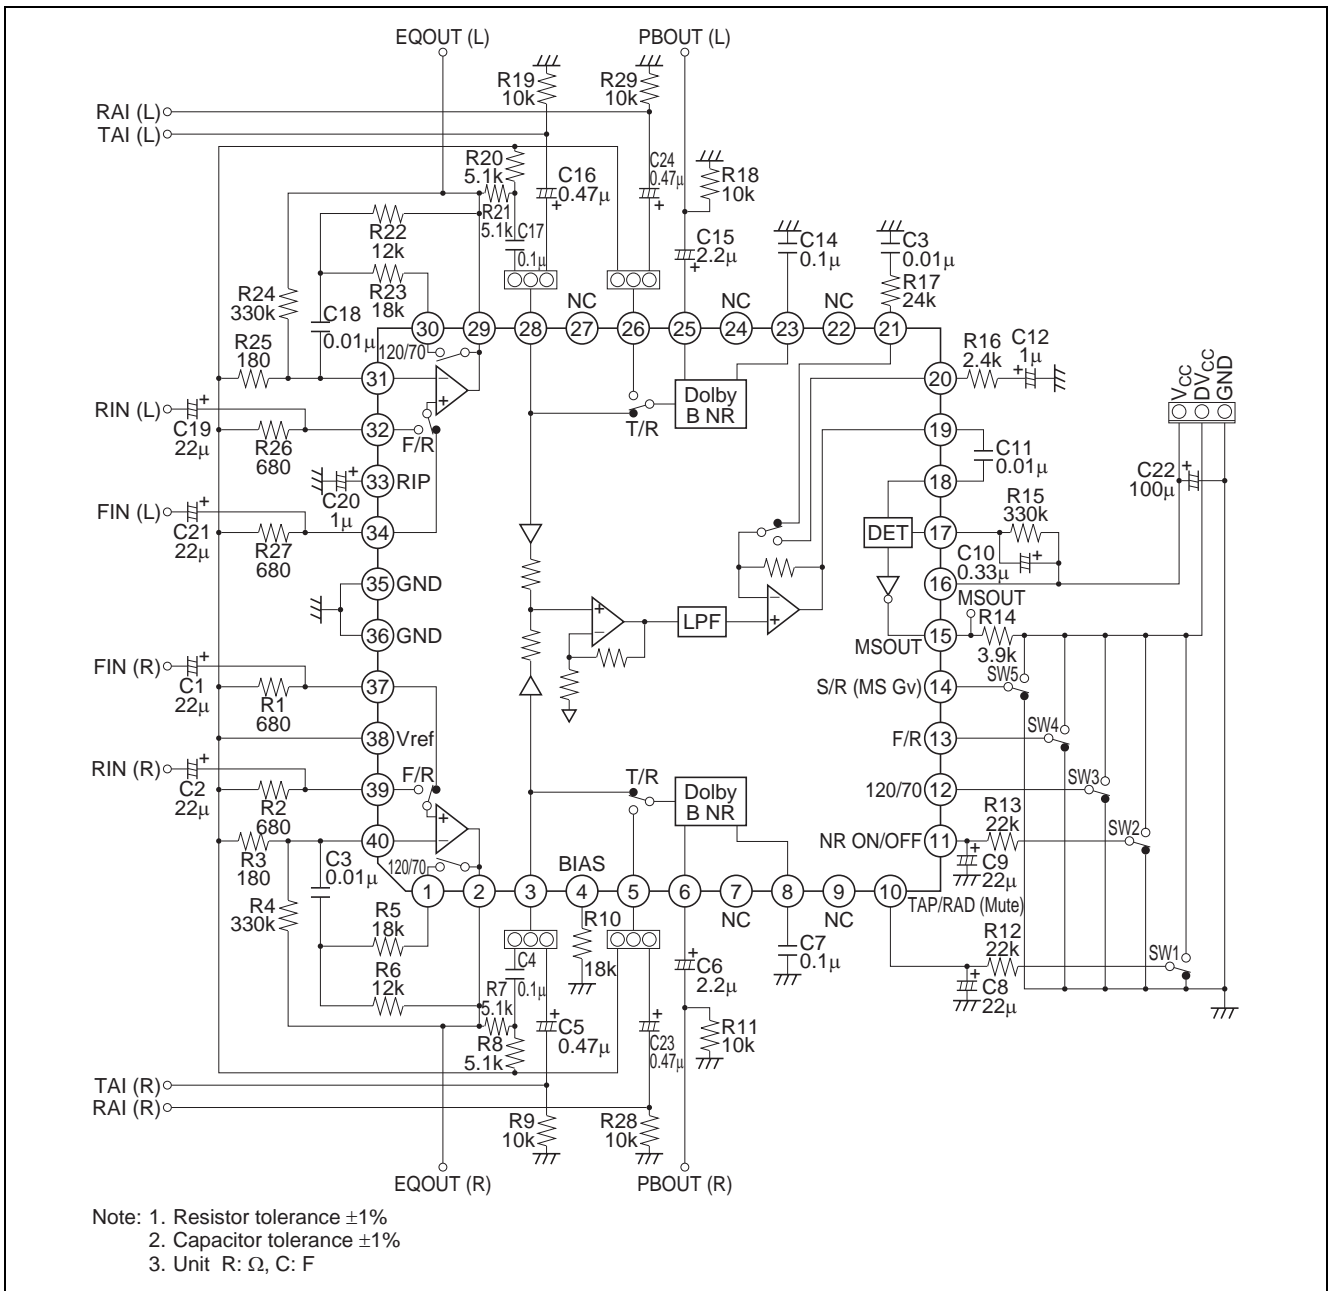 EQOUT (L)
PBOUT (L)
R19
10k
R29
10k
RAI (L)
TAI (L)
R20
5.1k
C16
0.47µ
C24
0.47µ
R18
10k
R21
5.1k
C17
0.1µ
R22
12k
R23
18k
C15
2.2µ
C14
0.1µ
C3
0.01µ
R17
24k
R24
330k
C18
0.01µ
NC
NC
NC
30
29
28
27
26
25
24
23
22
21
R25
180
120/70
31
Dolby
B NR
20
R16
2.4k
C12
1µ
VCC
DVCC
GND
RIN (L)
C19
22µ
R26
680
32
F/R
T/R
19
C11
0.01µ
33
RIP
C20
1µ
18
C22
100µ
FIN (L)
C21
22µ
R27
680
34
DET
17
R15
330k
C10
0.33µ
35
GND
16
MSOUT
36
GND
LPF
15
MSOUT
R14
3.9k
FIN (R)
C1
22µ
R1
680
37
S/R (MS Gv)
14
SW5
38
Vref
F/R
13
SW4
RIN (R)
C2
22µ
R2
680
39
F/R
T/R
Dolby
B NR
120/70
12
SW3
R3
180
40
120/70
NR ON/OFF
11
R13
22k
SW2
C9
22µ
C3
0.01µ
R4
330k
BIAS
1
2
3
4
5
6
7
8
9
10
NC
NC
TAP/RAD (Mute)
R5
18k
R6
12k
R10
18k
C4
0.1µ
R7
5.1k
R8
5.1k
C5
0.47µ
C23
0.47µ
C6
2.2µ
C7
0.1µ
R12
22k
SW1
C8
22µ
R11
10k
TAI (R)
RAI (R)
R9
10k
R28
10k
EQOUT (R)
PBOUT (R)
Note: 1. Resistor tolerance ±1%
2. Capacitor tolerance ±1%
3. Unit R: Ω, C: F